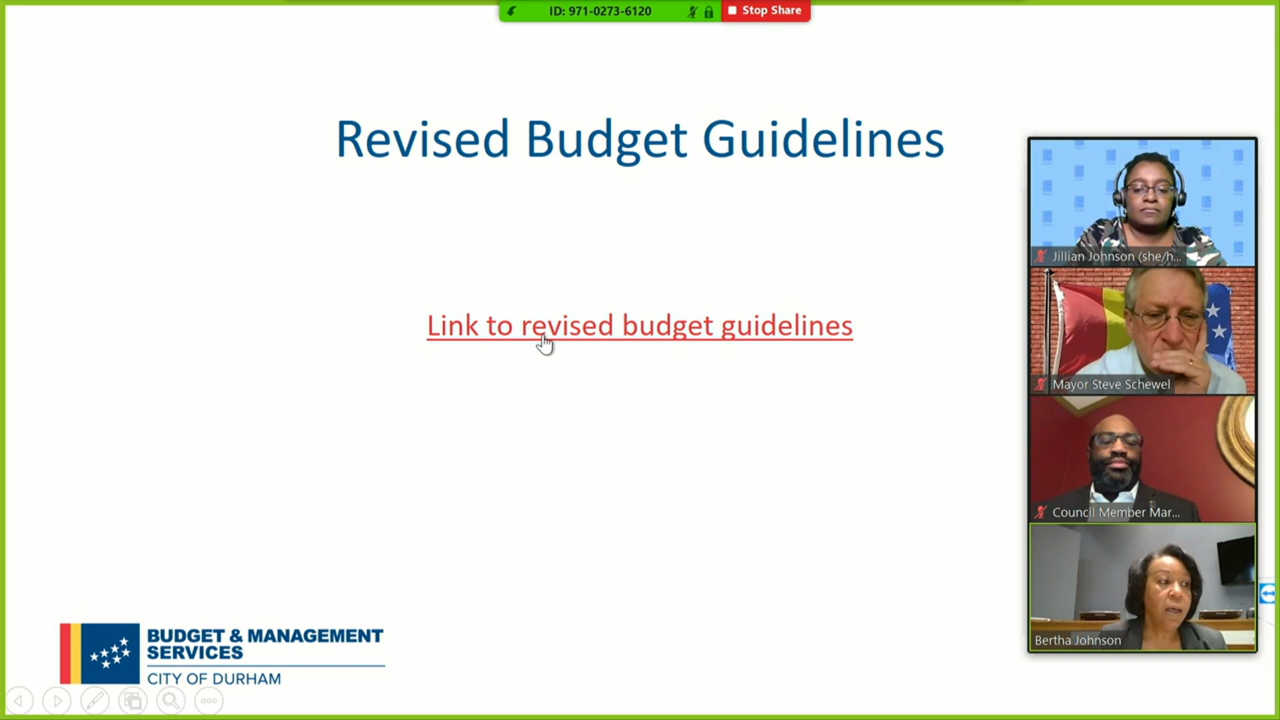 ID: 971-0273-6120
Stop Share
Revised Budget Guidelines
Link to revised budget guidelines
Jillian Johnson (she/h...
Mayor Steve Schewel
Council Member Mar...
Bertha Johnson
BUDGET & MANAGEMENT
SERVICES
CITY OF DURHAM